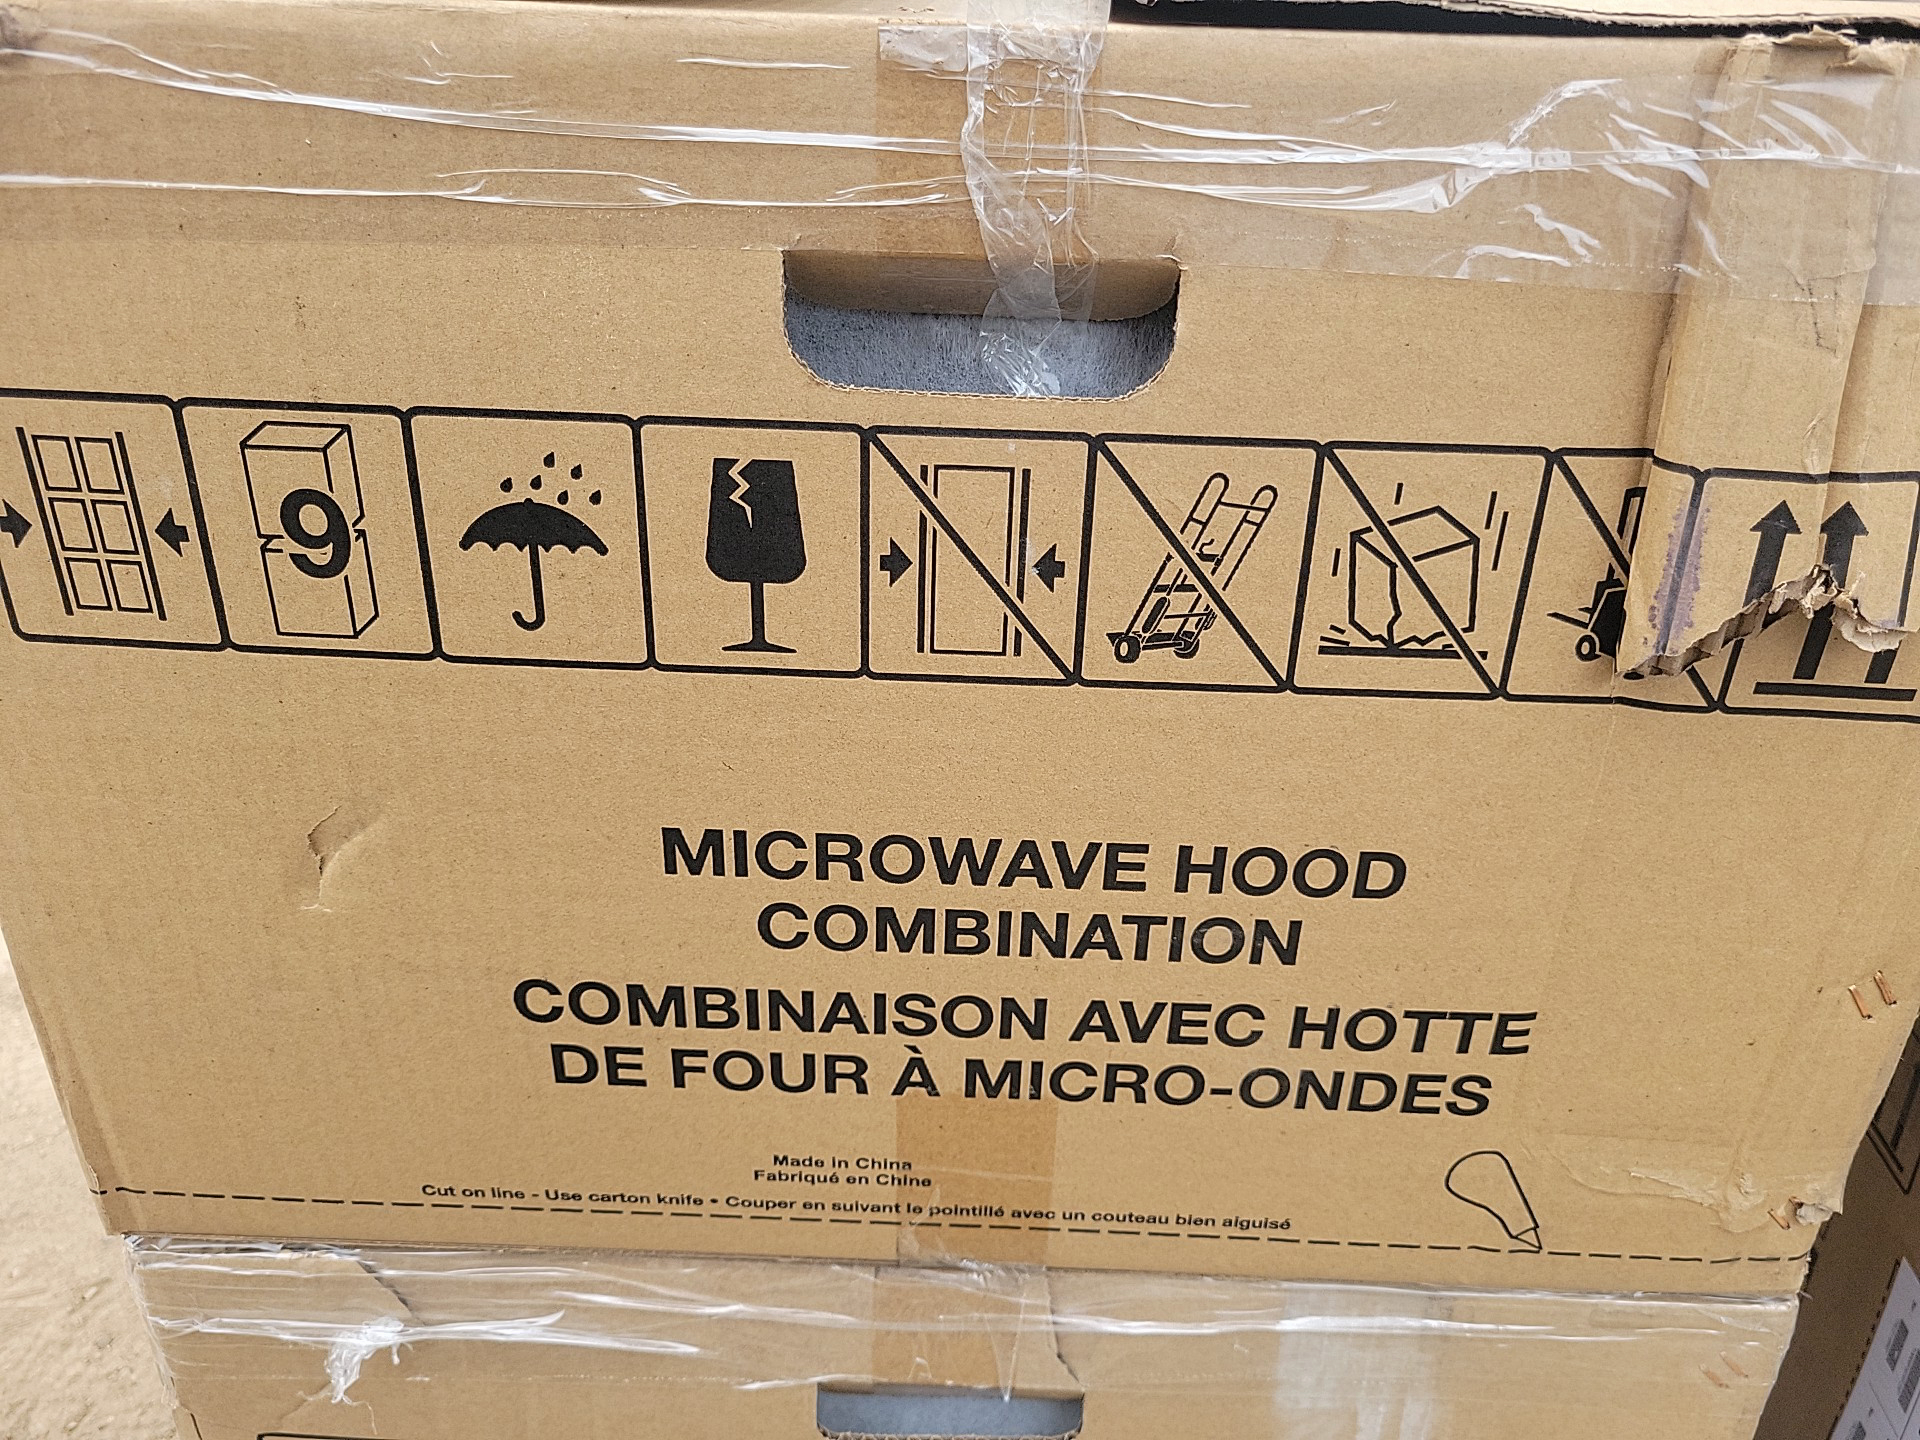 9
MICROWAVE HOOD
COMBINATION
COMBINAISON AVEC HOTTE
DE FOUR À MICRO-ONDES
Made in China
Fabriqué en Chine
Cut on line - Use carton knife • Couper en suivant le pointillé avec un couteau bien aiguisé